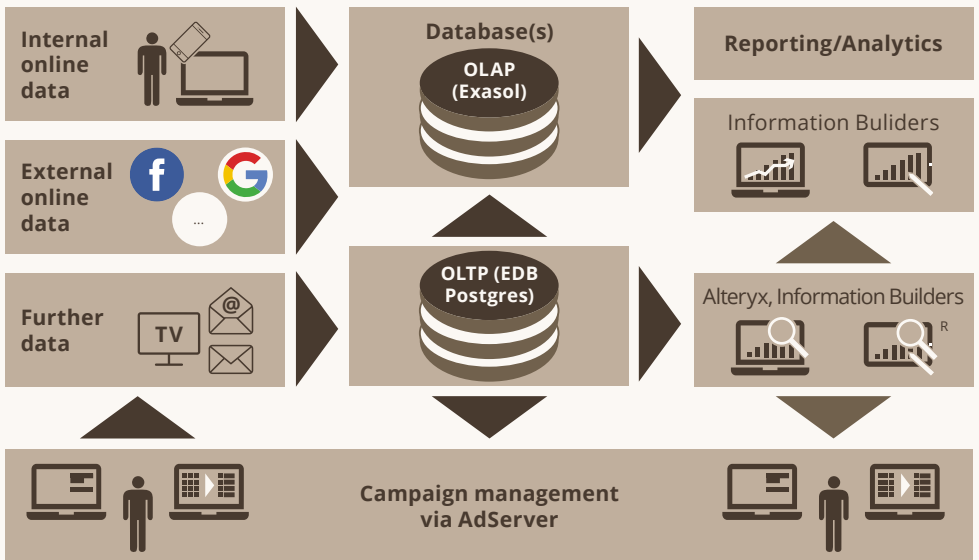 Internal
online
data
External
online
data
f
G
...
Further
data
TV
@
Database(s)
OLAP
(Exasol)
OLTP (EDB
Postgres)
Reporting/Analytics
Information Buliders
Alteryx, Information Builders
R
Campaign management
via AdServer